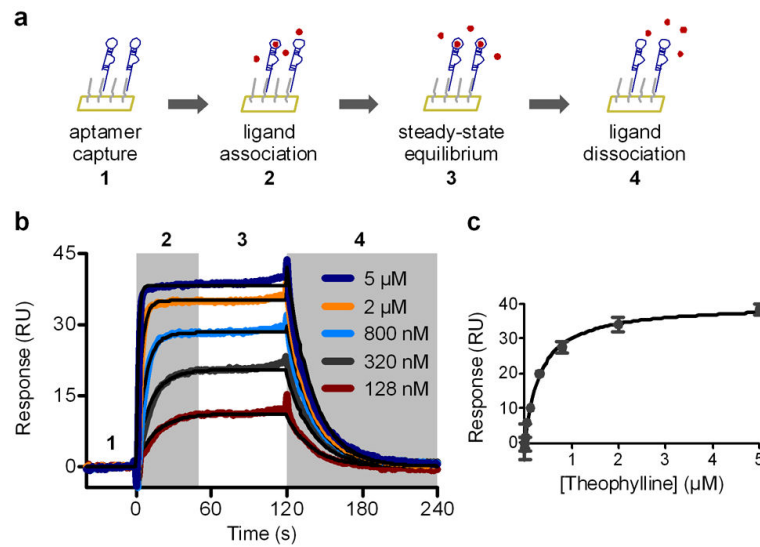 a
aptamer
capture
1
ligand
association
2
steady-state
equilibrium
3
ligand
dissociation
4
b
2
3
4
45
30
15
0
Response (RU)
1
5 µM
2 µM
800 nM
320 nM
128 nM
0
60
120
180
240
Time (s)
c
40
30
20
10
0
Response (RU)
1
2
3
4
5
[Theophylline] (µM)